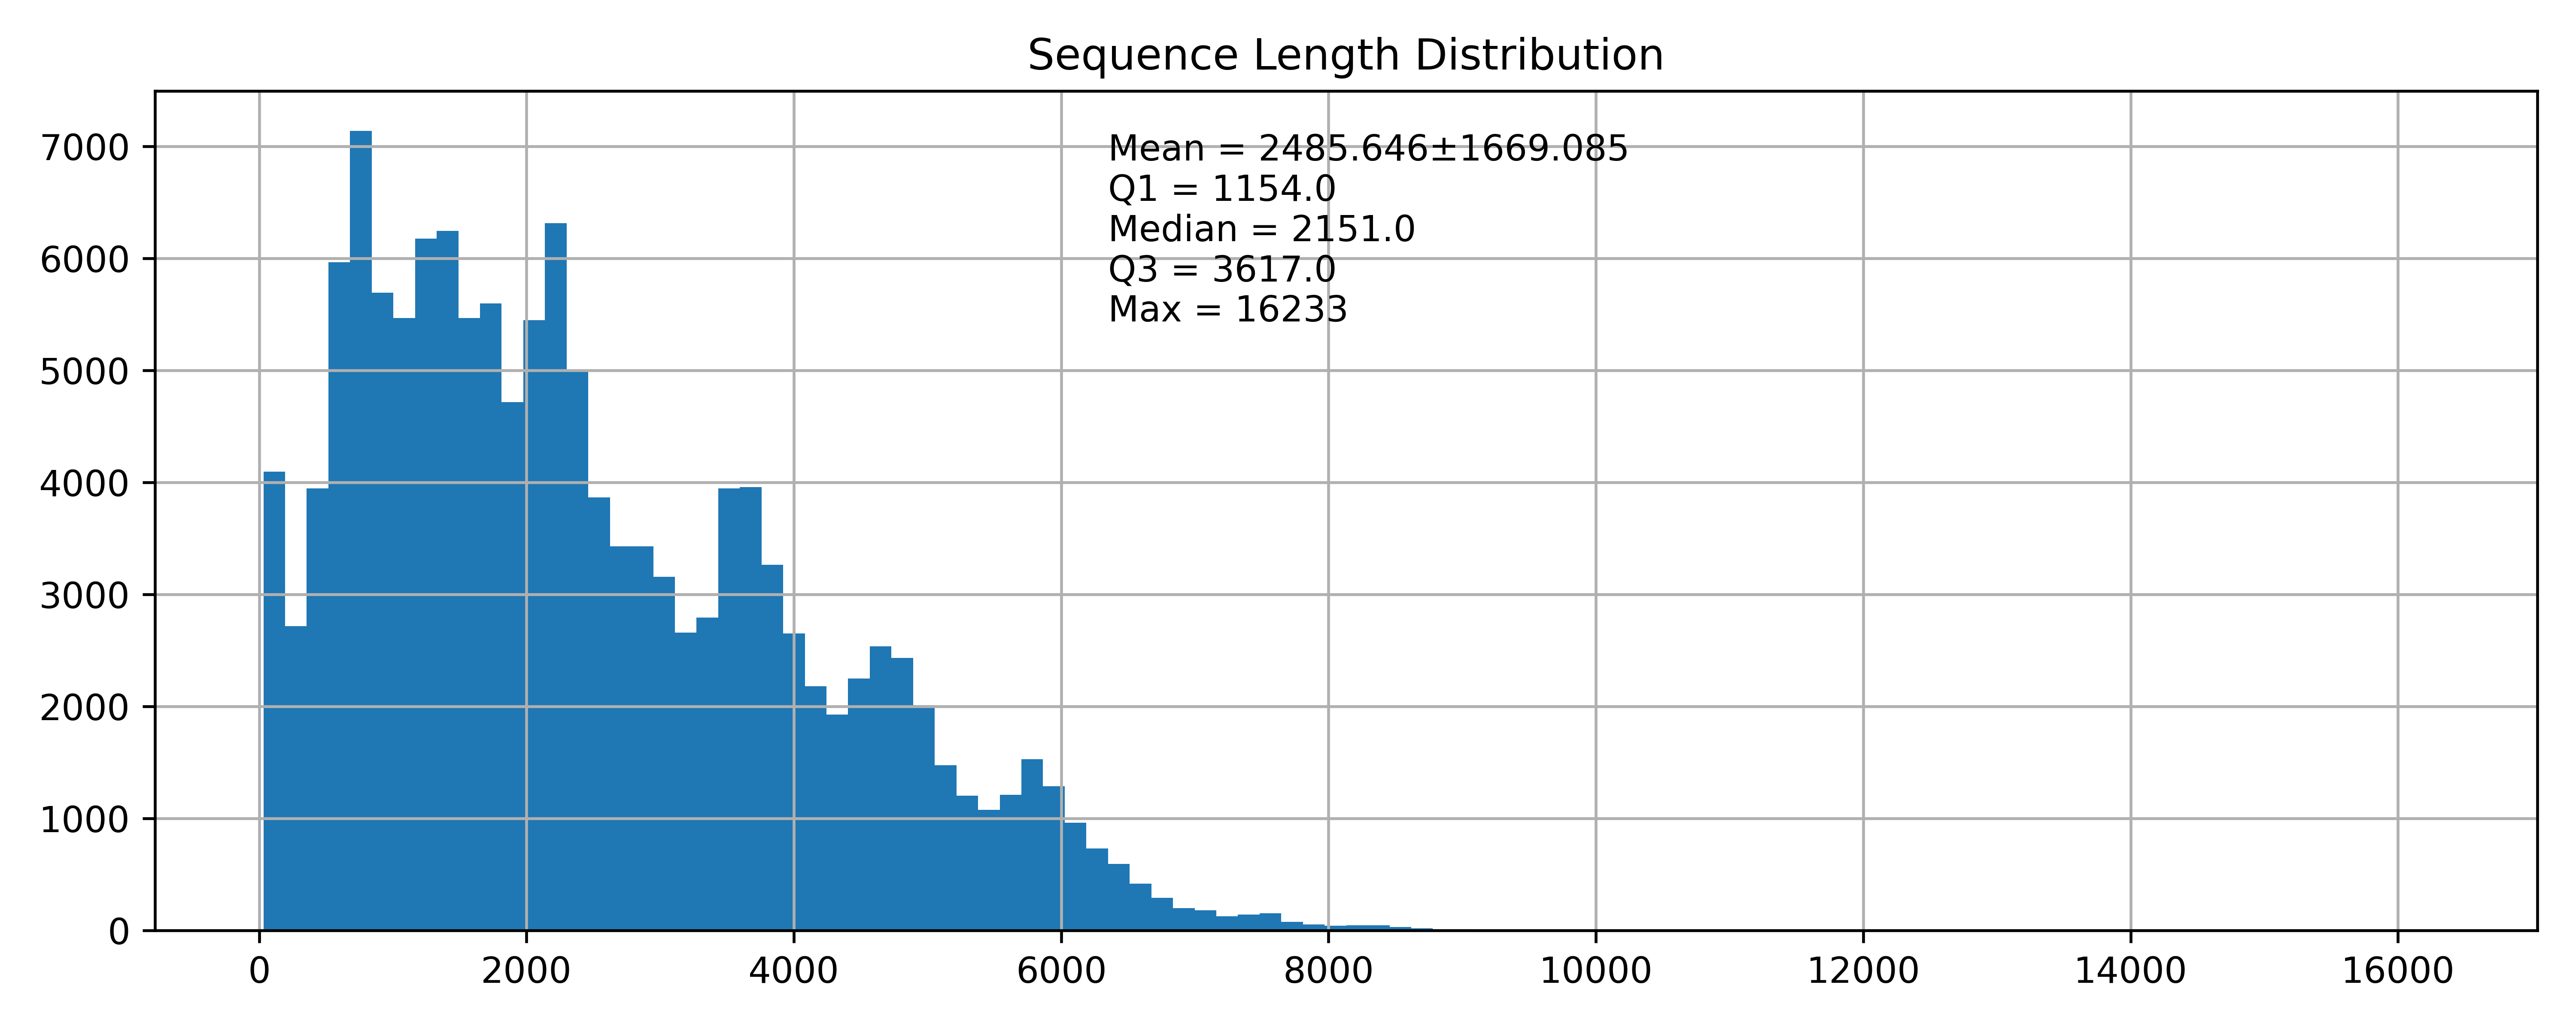 Sequence Length Distribution
7000
6000
5000
4000
3000
2000
1000
0
Mean = 2485.646±1669.085
Q1 = 1154.0
Median = 2151.0
Q3 = 3617.0
Max = 16233
0 2000 4000 6000 8000 10000 12000 14000 16000